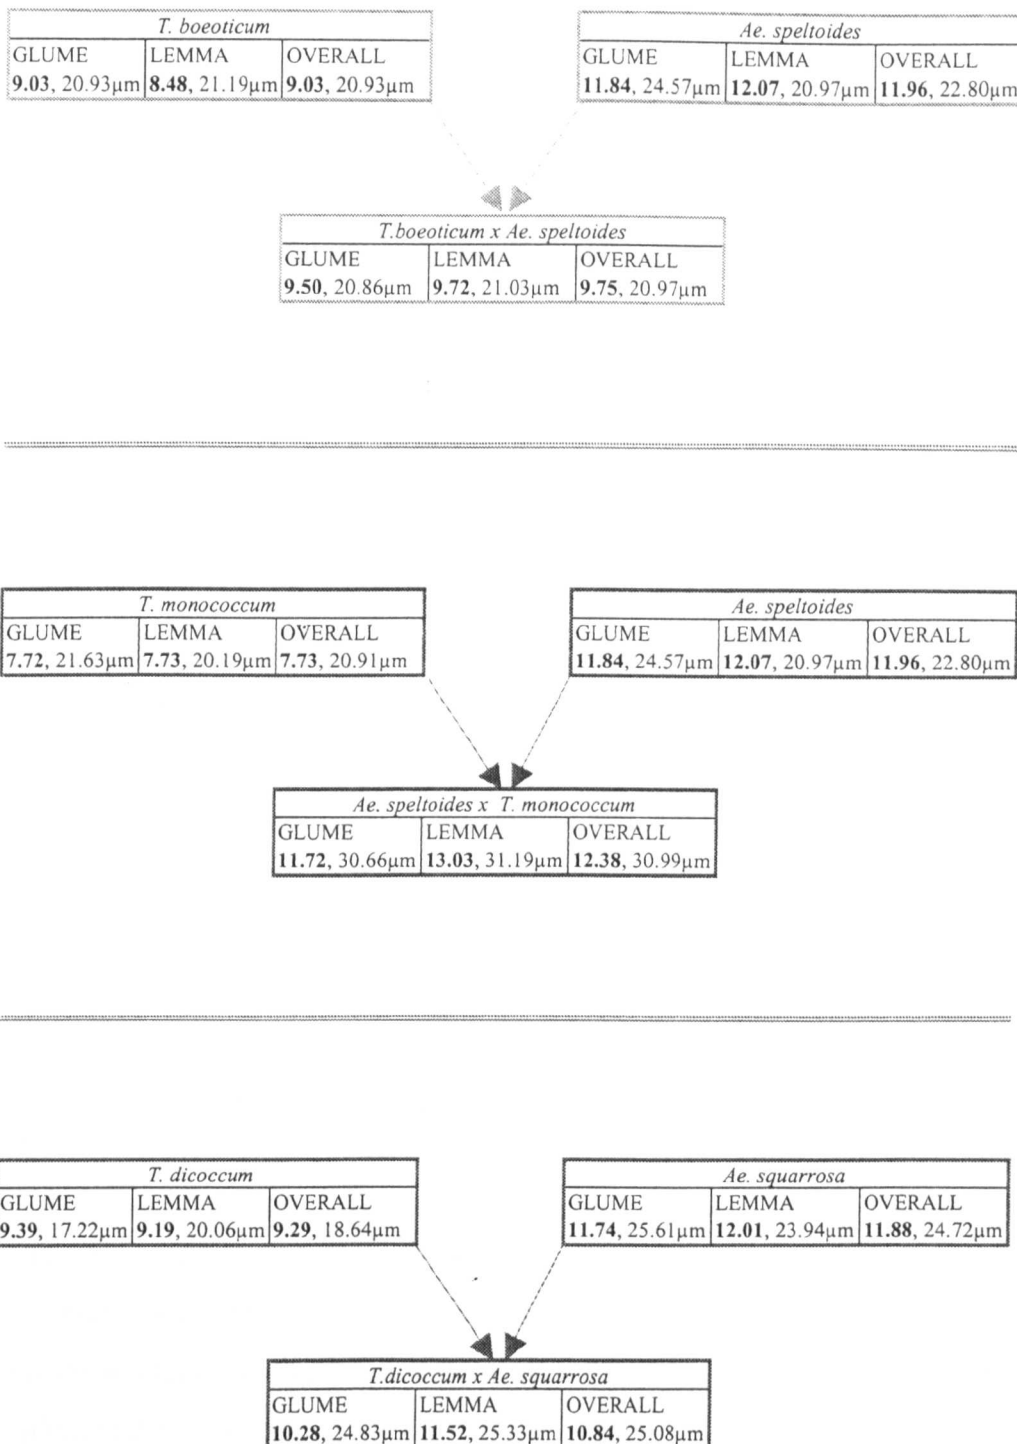 T. boeoticum
GLUME LEMMA OVERALL
9.03, 20.93µm 8.48, 21.19µm 9.03, 20.93µm
Ae. speltoides
GLUME LEMMA OVERALL
11.84, 24.57µm 12.07, 20.97µm 11.96, 22.80µm
T.boeoticum x Ae. speltoides
GLUME LEMMA OVERALL
9.50, 20.86µm 9.72, 21.03µm 9.75, 20.97µm
T. monococcum
GLUME LEMMA OVERALL
7.72, 21.63µm 7.73, 20.19µm 7.73, 20.91µm
Ae. speltoides
GLUME LEMMA OVERALL
11.84, 24.57µm 12.07, 20.97µm 11.96, 22.80µm
Ae. speltoides x T. monococcum
GLUME LEMMA OVERALL
11.72, 30.66µm 13.03, 31.19µm 12.38, 30.99µm
T. dicoccum
GLUME LEMMA OVERALL
9.39, 17.22µm 9.19, 20.06µm 9.29, 18.64µm
Ae. squarrosa
GLUME LEMMA OVERALL
11.74, 25.61µm 12.01, 23.94µm 11.88, 24.72µm
T.dicoccum x Ae. squarrosa
GLUME LEMMA OVERALL
10.28, 24.83µm 11.52, 25.33µm 10.84, 25.08µm